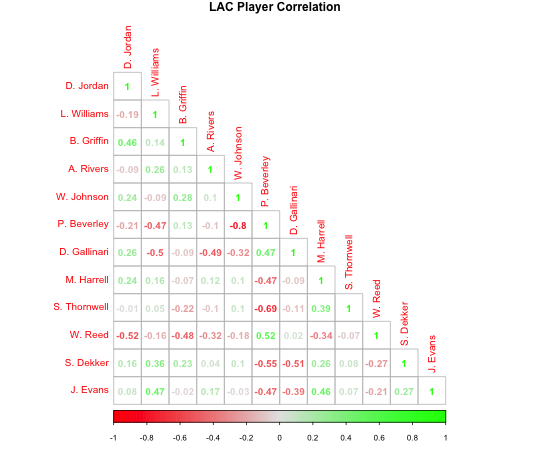 LAC Player Correlation
D. Jordan
L. Williams
B. Griffin
A. Rivers
W. Johnson
P. Beverley
D. Gallinari
M. Harrell
S. Thornwell
W. Reed
S. Dekker
J. Evans
D. Jordan 1
L. Williams -0.19 1
B. Griffin 0.46 0.14 1
A. Rivers -0.09 0.26 0.13 1
W. Johnson 0.24 -0.09 0.28 0.1 1
P. Beverley -0.21 -0.47 0.13 -0.1 -0.8 1
D. Gallinari 0.26 -0.5 -0.09 -0.49 -0.32 0.47 1
M. Harrell 0.24 0.16 -0.07 0.12 0.1 -0.47 -0.09 1
S. Thornwell -0.01 0.05 -0.22 -0.1 0.1 -0.69 -0.11 0.39 1
W. Reed -0.52 -0.16 -0.48 -0.32 -0.18 0.52 0.02 -0.34 -0.07 1
S. Dekker 0.16 0.36 0.23 0.04 0.1 -0.55 -0.51 0.26 0.08 -0.27 1
J. Evans 0.08 0.47 -0.02 0.17 -0.03 -0.47 -0.39 0.46 0.07 -0.21 0.27 1
-1 -0.8 -0.6 -0.4 -0.2 0 0.2 0.4 0.6 0.8 1